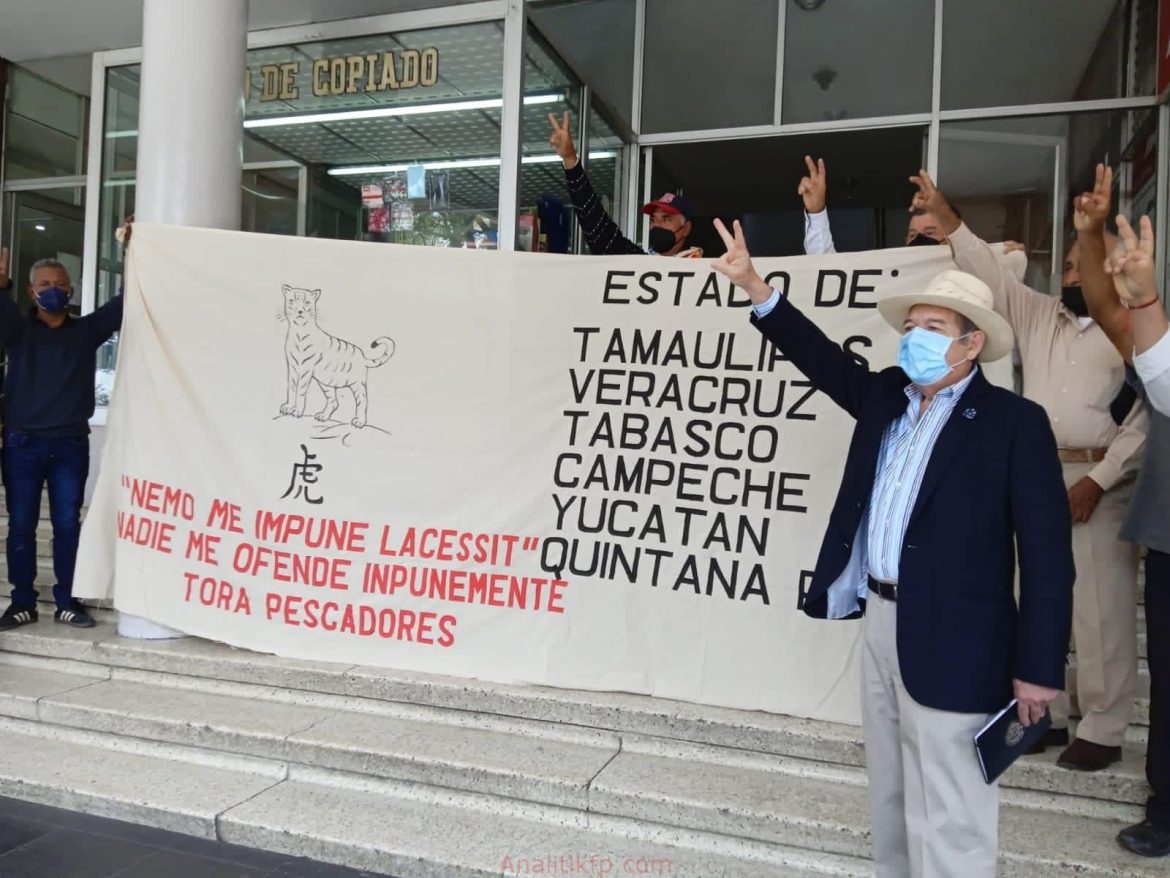 DE COPIADO
ESTADO DE:
TAMAULIPAS
VERACRUZ
TABASCO
CAMPECHE
YUCATAN
QUINTANA
虎
"NEMO ME IMPUNE LACESSIT"
NADIE ME OFENDE INPUNEMENTE
TORA PESCADORES
Analitikfp.com